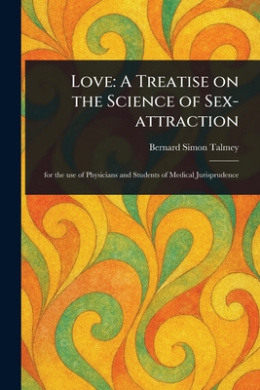 Love: A Treatise on
the Science of Sex-
attraction
Bernard Simon Talmey
for the use of Physicians and Students of Medical Jurisprudence